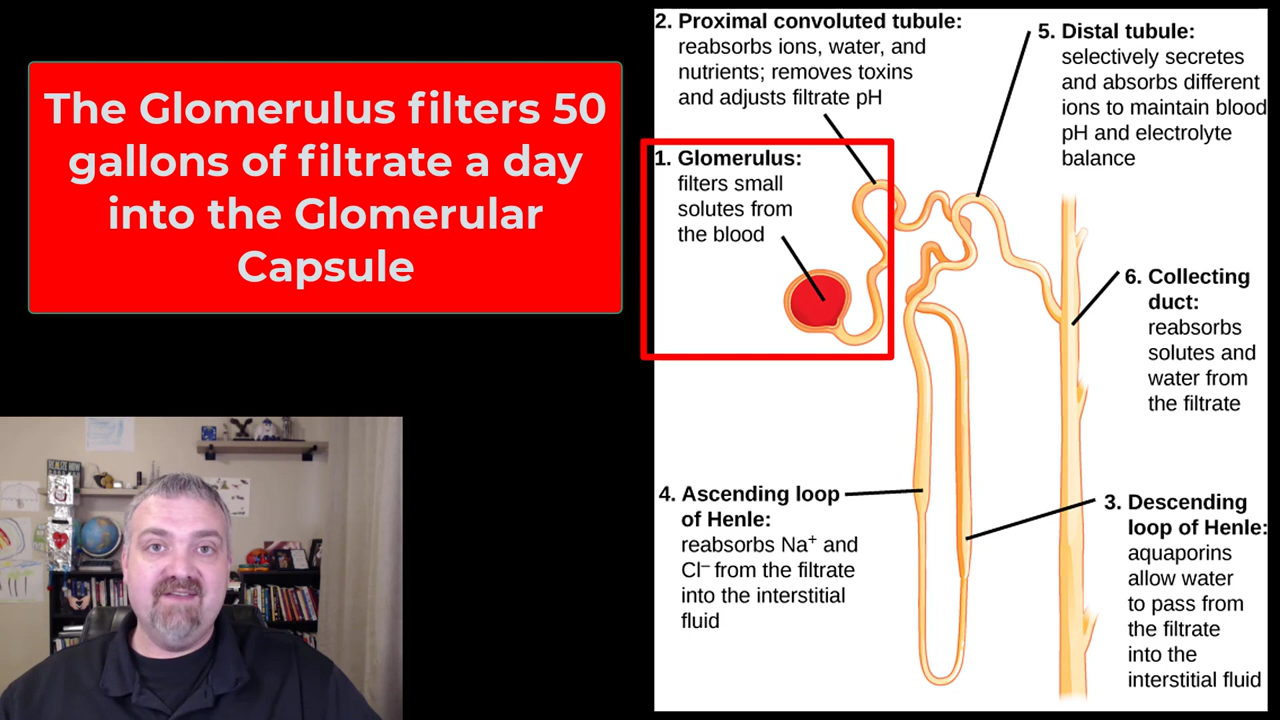 The Glomerulus filters 50
gallons of filtrate a day
into the Glomerular
Capsule
2. Proximal convoluted tubule:
reabsorbs ions, water, and
nutrients; removes toxins
and adjusts filtrate pH
1. Glomerulus:
filters small
solutes from
the blood
5. Distal tubule:
selectively secretes
and absorbs different
ions to maintain blood
pH and electrolyte
balance
6. Collecting
duct:
reabsorbs
solutes and
water from
the filtrate
4. Ascending loop
of Henle:
reabsorbs Na⁺ and
Cl⁻ from the filtrate
into the interstitial
fluid
3. Descending
loop of Henle:
aquaporins
allow water
to pass from
the filtrate
into the
interstitial fluid